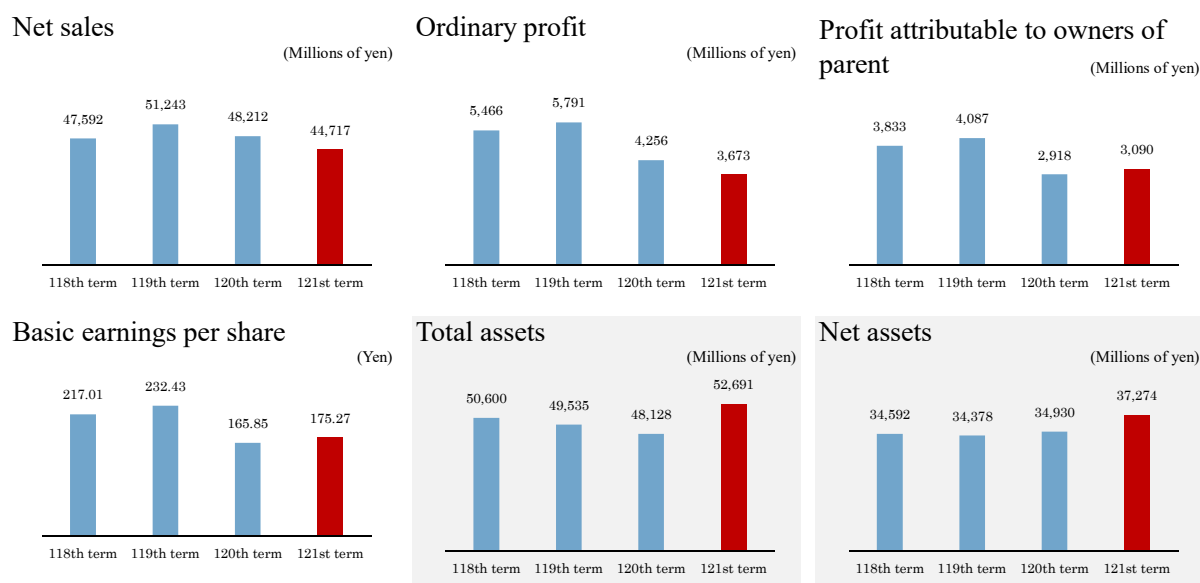 Net sales
(Millions of yen)
47,592
51,243
48,212
44,717
118th term 119th term 120th term 121st term
Ordinary profit
(Millions of yen)
5,466
5,791
4,256
3,673
118th term 119th term 120th term 121st term
Profit attributable to owners of
parent
(Millions of yen)
3,833
4,087
2,918
3,090
118th term 119th term 120th term 121st term
Basic earnings per share
(Yen)
217.01
232.43
165.85
175.27
118th term 119th term 120th term 121st term
Total assets
(Millions of yen)
50,600
49,535
48,128
52,691
118th term 119th term 120th term 121st term
Net assets
(Millions of yen)
34,592
34,378
34,930
37,274
118th term 119th term 120th term 121st term